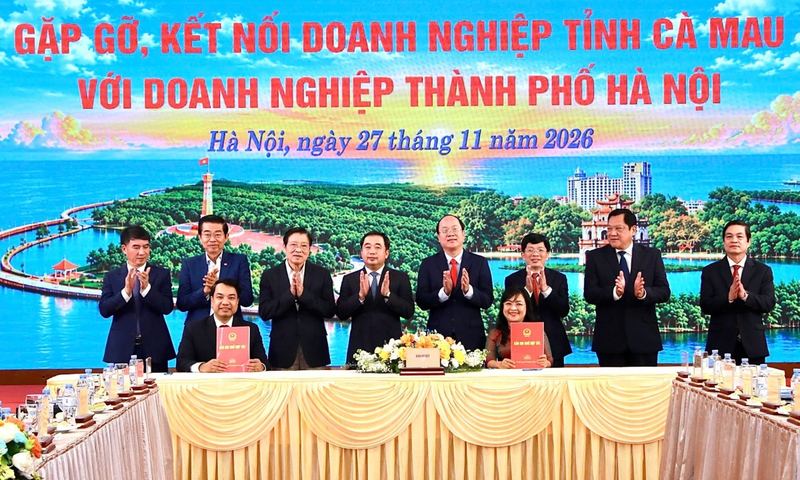 GẶP GỠ, KẾT NỐI DOANH NGHIỆP TỈNH CÀ MAU
VỚI DOANH NGHIỆP THÀNH PHỐ HÀ NỘI
Hà Nội, ngày 27 tháng 11 năm 2026